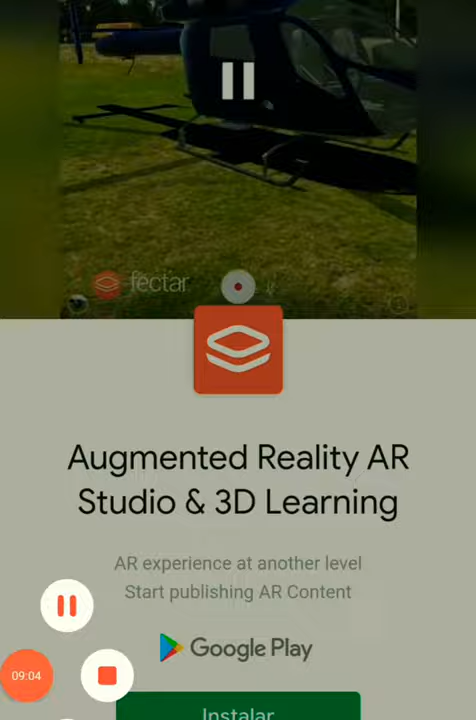 fectar
Augmented Reality AR
Studio & 3D Learning
AR experience at another level
Start publishing AR Content
Google Play
09:04
Instalar